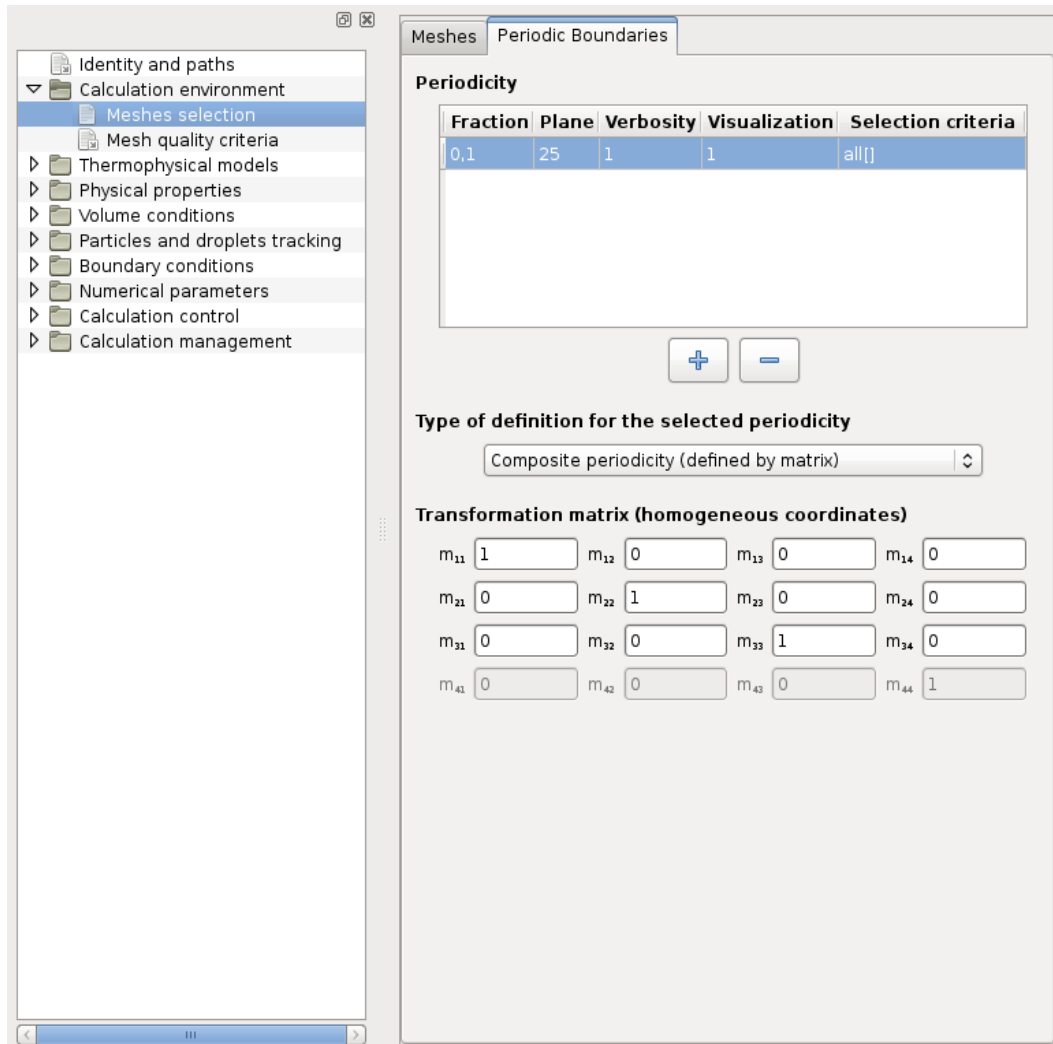 Identity and paths
Calculation environment
Meshes selection
Mesh quality criteria
Thermophysical models
Physical properties
Volume conditions
Particles and droplets tracking
Boundary conditions
Numerical parameters
Calculation control
Calculation management
Meshes Periodic Boundaries
Periodicity
Fraction Plane Verbosity Visualization Selection criteria
0,1 25 1 1 all[]
Type of definition for the selected periodicity
Composite periodicity (defined by matrix)
Transformation matrix (homogeneous coordinates)
m₁₁ 1 m₁₂ 0 m₁₃ 0 m₁₄ 0
m₂₁ 0 m₂₂ 1 m₂₃ 0 m₂₄ 0
m₃₁ 0 m₃₂ 0 m₃₃ 1 m₃₄ 0
m₄₁ 0 m₄₂ 0 m₄₃ 0 m₄₄ 1